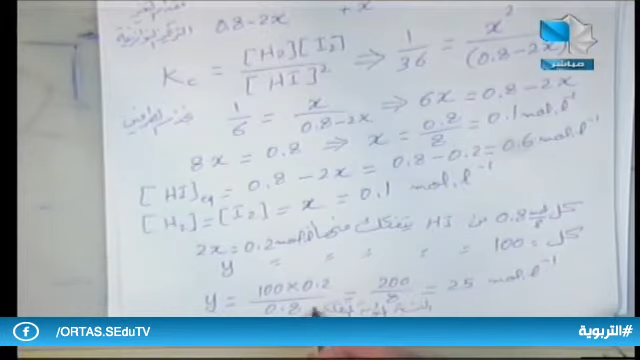 0.8-2x +x
Kc = [H2][I2] / [HI]² ⇒ 1/36 = x² / (0.8-2x)
مباشر
1/6 = x / 0.8-2x ⇒ 6x = 0.8-2x
8x = 0.8 ⇒ x = 0.8/8 = 0.1 mol.l⁻¹
[HI]eq = 0.8-2x = 0.8-0.2 = 0.6 mol.l⁻¹
[H2] = [I2] = x = 0.1 mol.l⁻¹
كل 0.8 mol/l من HI يتفكك منها 2x = 0.2 mol.l
كل 100 " " " " y
y = 100×0.2 / 0.8 = 200/8 = 25 mol.l⁻¹
/ORTAS.SEduTV
#التربوية